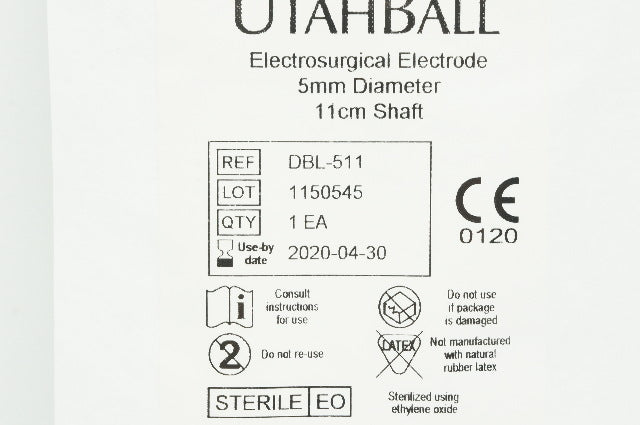 UTAHBALL
Electrosurgical Electrode
5mm Diameter
11cm Shaft
REF DBL-511
LOT 1150545
QTY 1 EA
Use-by
date 2020-04-30
CE
0120
Consult
instructions
for use
Do not use
if package
is damaged
2
Do not re-use
LATEX
Not manufactured
with natural
rubber latex
STERILE EO
Sterilized using
ethylene oxide